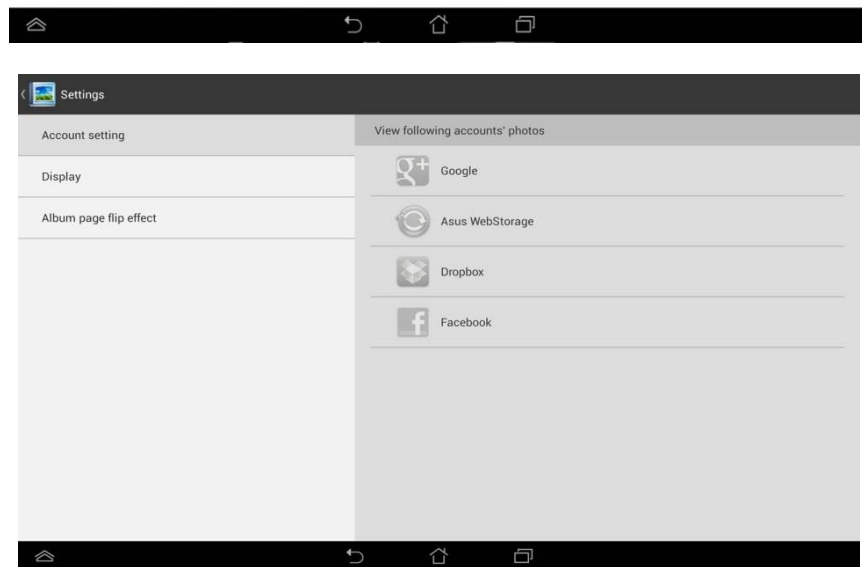 Settings
Account setting
Display
Album page flip effect
View following accounts' photos
Google
Asus WebStorage
Dropbox
Facebook